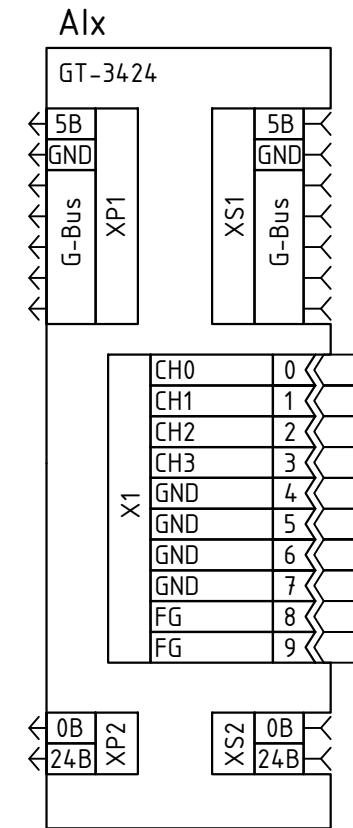 AIx
GT-3424
5В 5В
GND GND
G-Bus XP1 XS1 G-Bus
X1
CH0 0
CH1 1
CH2 2
CH3 3
GND 4
GND 5
GND 6
GND 7
FG 8
FG 9
0В XP2 XS2 0В
24В 24В